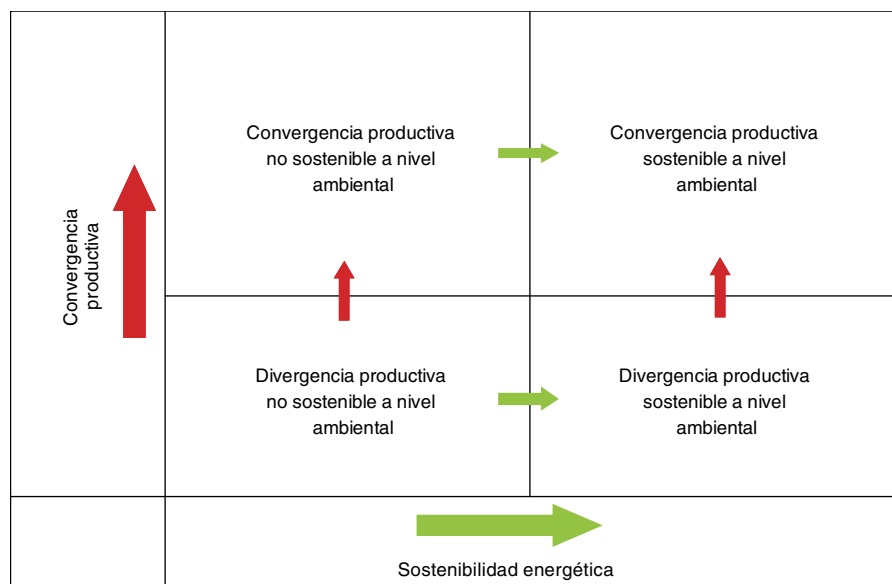 Convergencia
productiva
Convergencia productiva
no sostenible a nivel
ambiental
Convergencia productiva
sostenible a nivel
ambiental
Divergencia productiva
no sostenible a nivel
ambiental
Divergencia productiva
sostenible a nivel
ambiental
Sostenibilidad energética